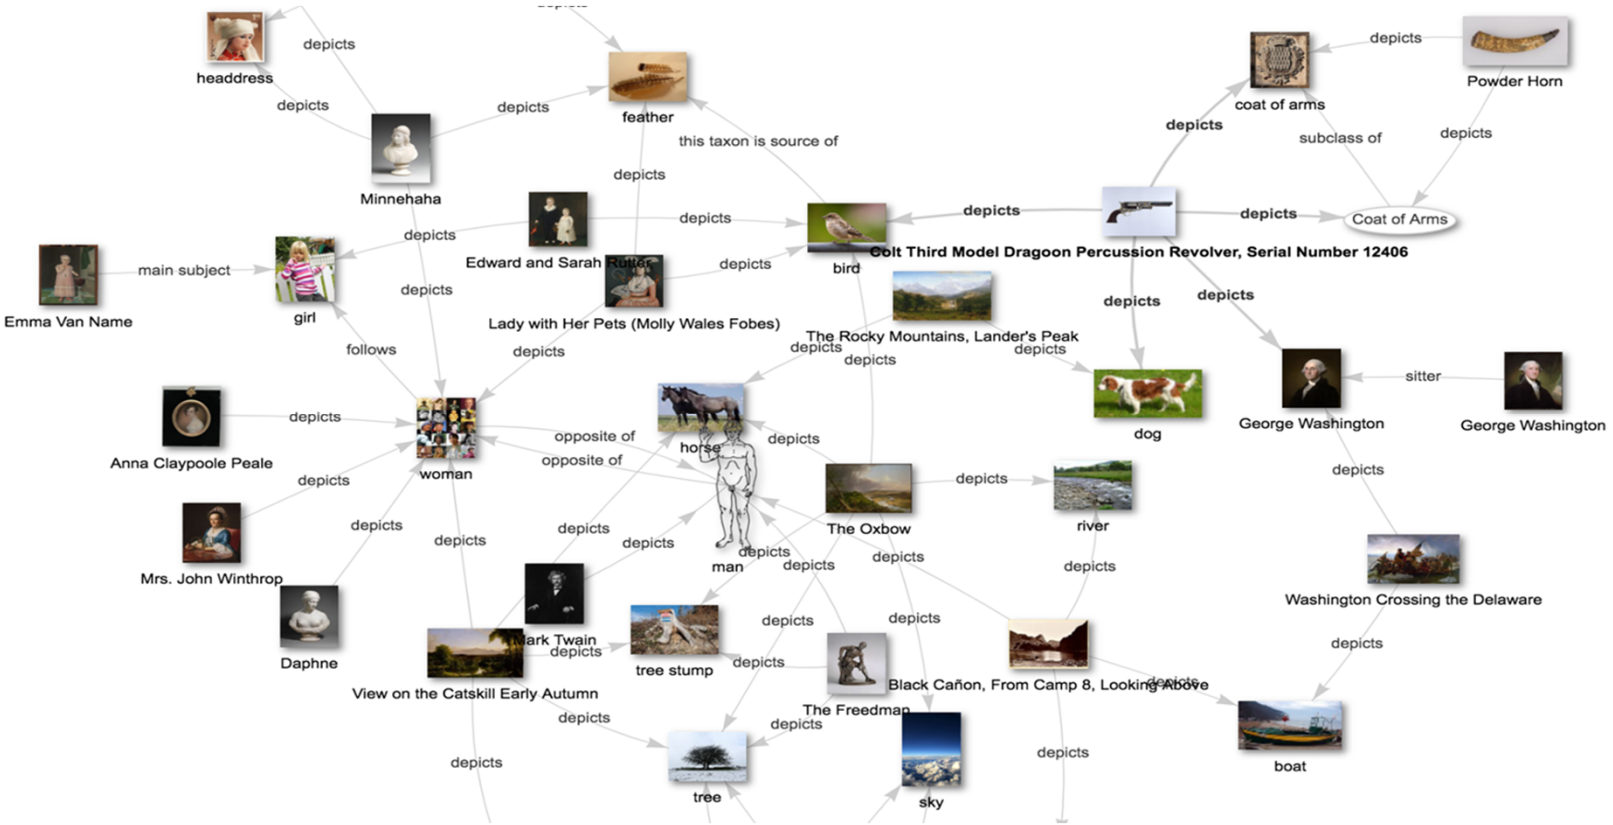 depicts
headdress
depicts
depicts
Minnehaha
depicts
feather
this taxon is source of
depicts
depicts
coat of arms
Powder Horn
depicts
subclass of
depicts
Coat of Arms
depicts
depicts
Colt Third Model Dragoon Percussion Revolver, Serial Number 12406
depicts
depicts
bird
depicts
Edward and Sarah Rutter
depicts
depicts
Emma Van Name
main subject
girl
depicts
Lady with Her Pets (Molly Wales Fobes)
depicts
follows
The Rocky Mountains, Lander's Peak
depicts
depicts
depicts
dog
George Washington
sitter
George Washington
Anna Claypoole Peale
depicts
woman
opposite of
opposite of
horse
depicts
depicts
Mrs. John Winthrop
depicts
Daphne
depicts
depicts
depicts
man
depicts
depicts
The Oxbow
depicts
river
depicts
depicts
depicts
Washington Crossing the Delaware
depicts
Mark Twain
depicts
View on the Catskill Early Autumn
depicts
tree stump
depicts
depicts
The Freedman
depicts
depicts
Black Cañon, From Camp 8, Looking Above
depicts
boat
depicts
depicts
tree
sky
depicts